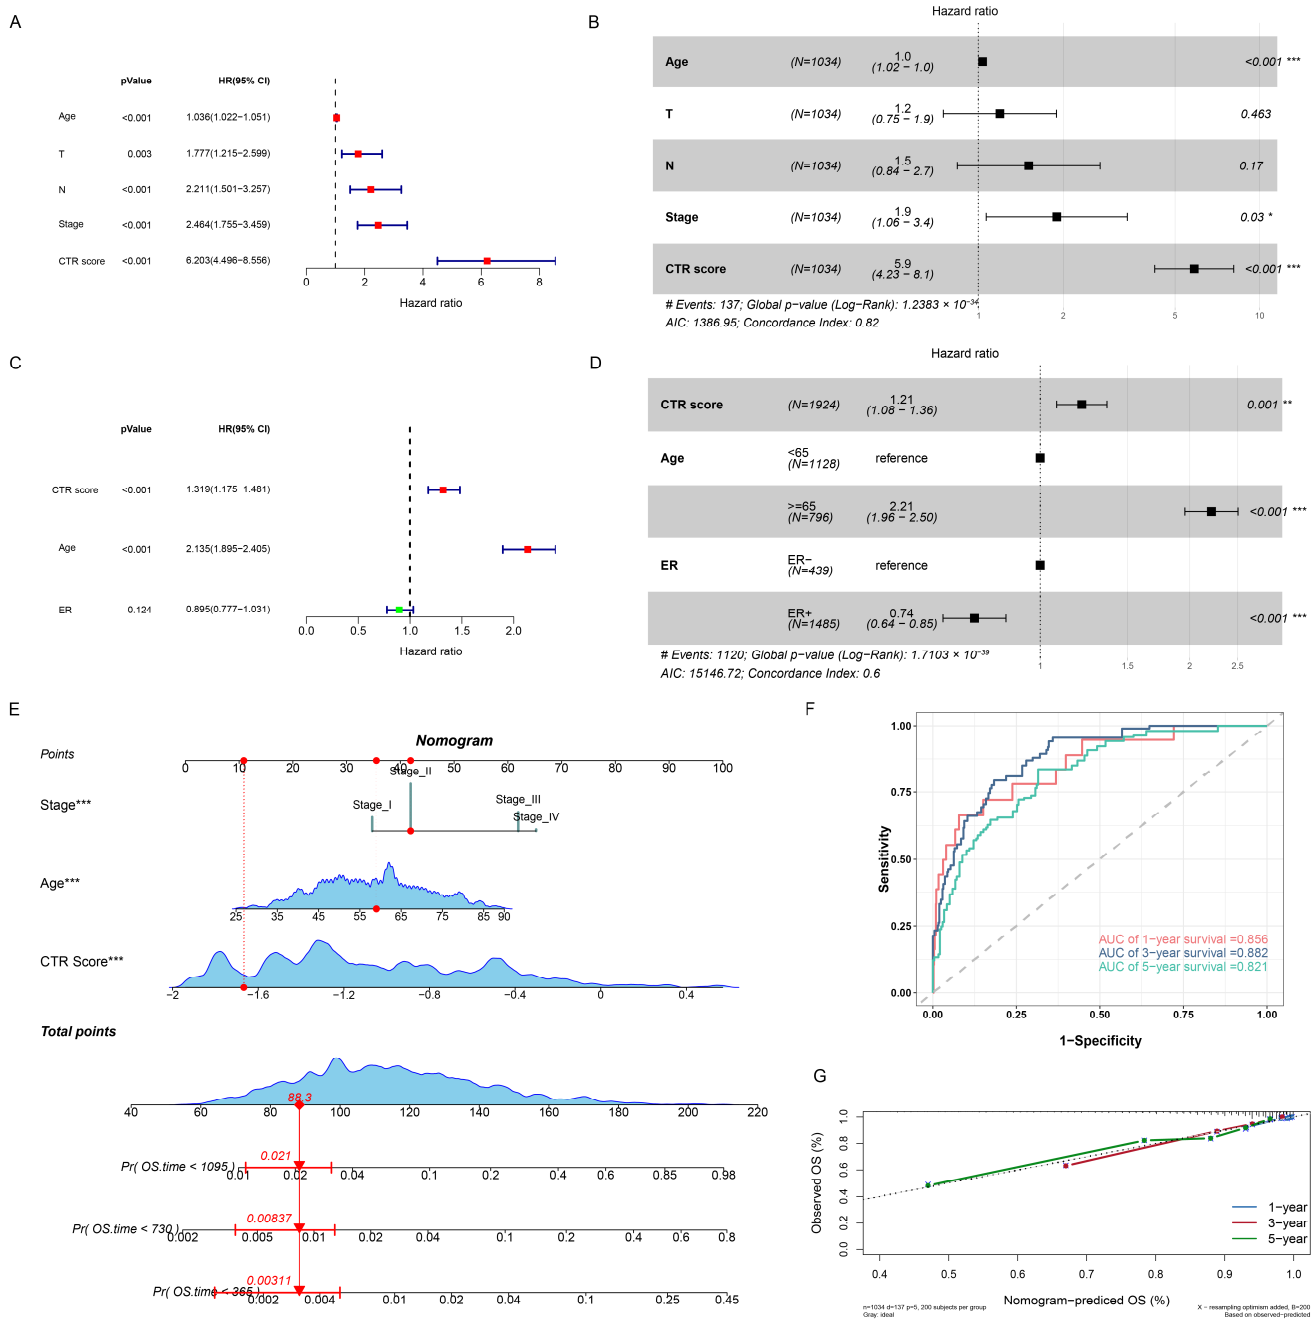 A
pValue HR(95% CI)
Age <0.001 1.036(1.022−1.051)
T 0.003 1.777(1.215−2.599)
N <0.001 2.211(1.501−3.257)
Stage <0.001 2.464(1.755−3.459)
CTR score <0.001 6.203(4.496−8.556)
0 2 4 6 8
Hazard ratio
B
Hazard ratio
Age (N=1034) 1.0 (1.02 − 1.0) <0.001 ***
T (N=1034) 1.2 (0.75 − 1.9) 0.463
N (N=1034) 1.5 (0.84 − 2.7) 0.17
Stage (N=1034) 1.9 (1.06 − 3.4) 0.03 *
CTR score (N=1034) 5.9 (4.23 − 8.1) <0.001 ***
# Events: 137; Global p−value (Log−Rank): 1.2383 × 10⁻³⁴
AIC: 1386.95; Concordance Index: 0.82
1 2 5 10
C
pValue HR(95% CI)
CTR score <0.001 1.319(1.175 1.481)
Age <0.001 2.135(1.895−2.405)
ER 0.124 0.895(0.777−1.031)
0.0 0.5 1.0 1.5 2.0
Hazard ratio
D
Hazard ratio
CTR score (N=1924) 1.21 (1.08 − 1.36) 0.001 **
Age <65 (N=1128) reference
>=65 (N=796) 2.21 (1.96 − 2.50) <0.001 ***
ER ER− (N=439) reference
ER+ (N=1485) 0.74 (0.64 − 0.85) <0.001 ***
# Events: 1120; Global p−value (Log−Rank): 1.7103 × 10⁻³⁹
AIC: 15146.72; Concordance Index: 0.6
1 1.5 2 2.5
E
Nomogram
Points
0 10 20 30 40 50 60 70 80 90 100
Stage***
Stage_I Stage_II Stage_III Stage_IV
Age***
25 35 45 55 65 75 85 90
CTR Score***
−2 −1.6 −1.2 −0.8 −0.4 0 0.4
Total points
88.3
40 60 80 100 120 140 160 180 200 220
0.021
Pr( OS.time < 1095 )
0.01 0.02 0.04 0.1 0.2 0.4 0.6 0.85 0.98
0.00837
Pr( OS.time < 730 )
0.002 0.005 0.01 0.02 0.04 0.1 0.2 0.4 0.6 0.8
0.00311
Pr( OS.time < 365 )
0.002 0.004 0.01 0.02 0.04 0.1 0.25 0.45
F
Sensitivity
1.00
0.75
0.50
0.25
0.00
AUC of 1−year survival =0.856
AUC of 3−year survival =0.882
AUC of 5−year survival =0.821
0.00 0.25 0.50 0.75 1.00
1−Specificity
G
Observed OS (%)
0.0 0.2 0.4 0.6 0.8 1.0
1−year
3−year
5−year
0.4 0.5 0.6 0.7 0.8 0.9 1.0
Nomogram−prediced OS (%)
n=1034 d=137 p=5, 200 subjects per group
Gray: ideal
X − resampling optimism added, B=200
Based on observed−predicted